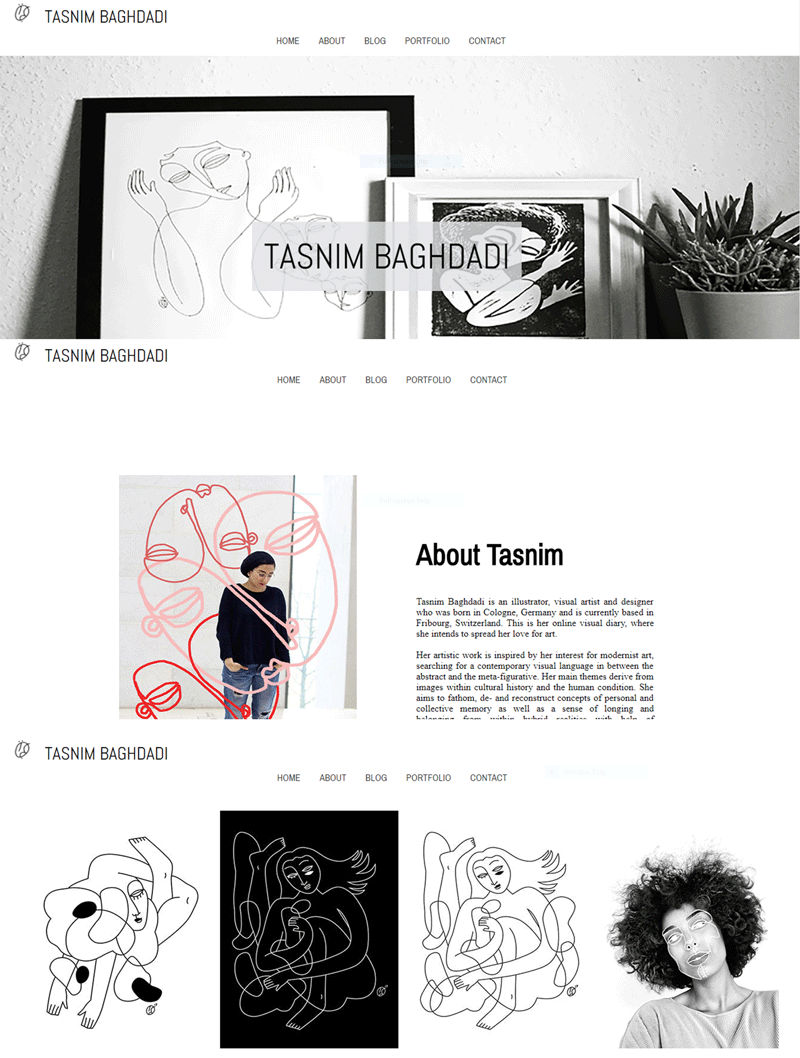 TASNIM BAGHDADI
HOME ABOUT BLOG PORTFOLIO CONTACT
TASNIM BAGHDADI
TASNIM BAGHDADI
HOME ABOUT BLOG PORTFOLIO CONTACT
About Tasnim
Tasnim Baghdadi is an illustrator, visual artist and designer
who was born in Cologne, Germany and is currently based in
Fribourg, Switzerland. This is her online visual diary, where
she intends to spread her love for art.
Her artistic work is inspired by her interest for modernist art,
searching for a contemporary visual language in between the
abstract and the meta-figurative. Her main themes derive from
images within cultural history and the human condition. She
aims to fathom, de- and reconstruct concepts of personal and
collective memory as well as a sense of longing and
belonging from within hybrid realities with help of
TASNIM BAGHDADI
HOME ABOUT BLOG PORTFOLIO CONTACT